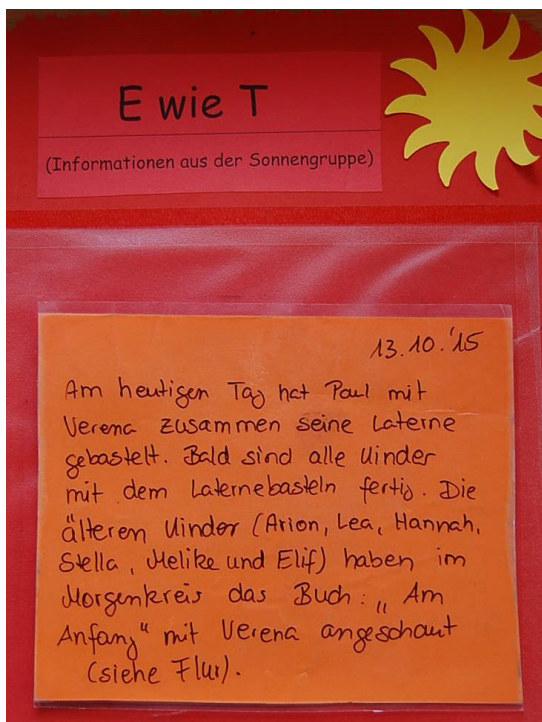 E wie T
(Informationen aus der Sonnengruppe)
13.10.'15
Am heutigen Tag hat Paul mit
Verena zusammen seine Laterne
gebastelt. Bald sind alle Kinder
mit dem Laternebasteln fertig. Die
älteren Kinder (Arion, Lea, Hannah,
Stella, Melike und Elif) haben im
Morgenkreis das Buch: „Am
Anfang" mit Verena angeschaut
(siehe Flur).